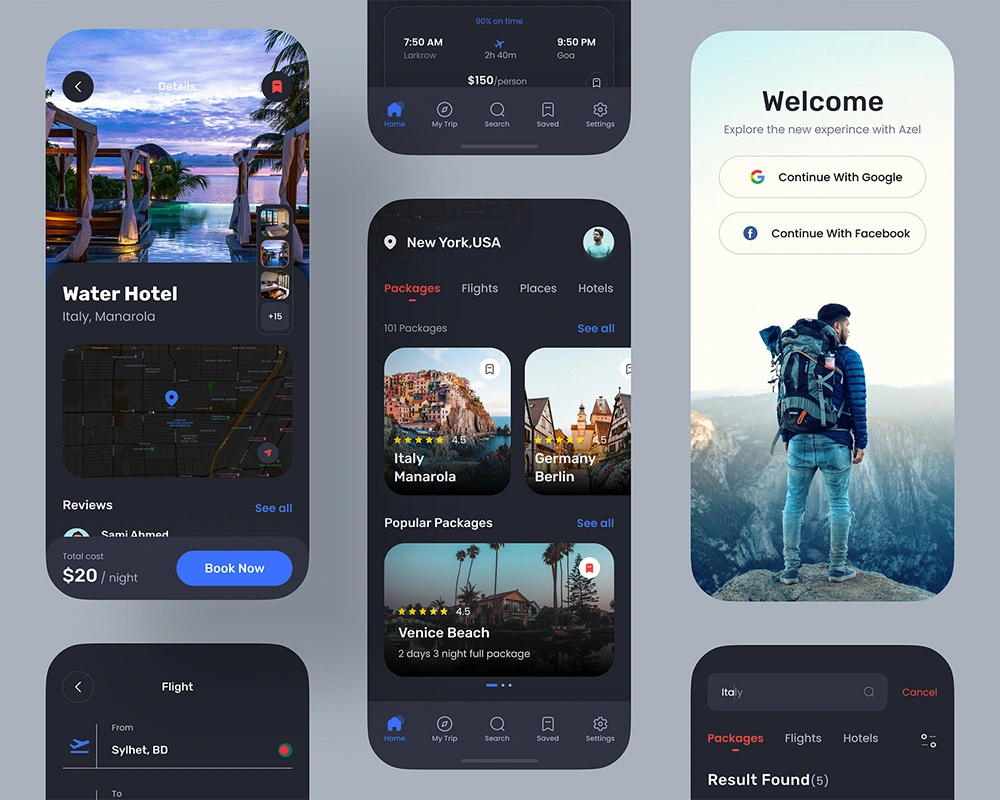 Details
Water Hotel
Italy, Manarola
+15
Reviews
See all
Sami Ahmed
Total cost
$20 / night
Book Now
Flight
From
Sylhet, BD
To
90% on time
7:50 AM
9:50 PM
Larkrow
2h 40m
Goa
$150/person
Home
My Trip
Search
Saved
Settings
New York,USA
Packages
Flights
Places
Hotels
101 Packages
See all
4.5
Italy
Manarola
4.5
Germany
Berlin
Popular Packages
See all
4.5
Venice Beach
2 days 3 night full package
Home
My Trip
Search
Saved
Settings
Welcome
Explore the new experince with Azel
Continue With Google
Continue With Facebook
Italy
Cancel
Packages
Flights
Hotels
Result Found(5)